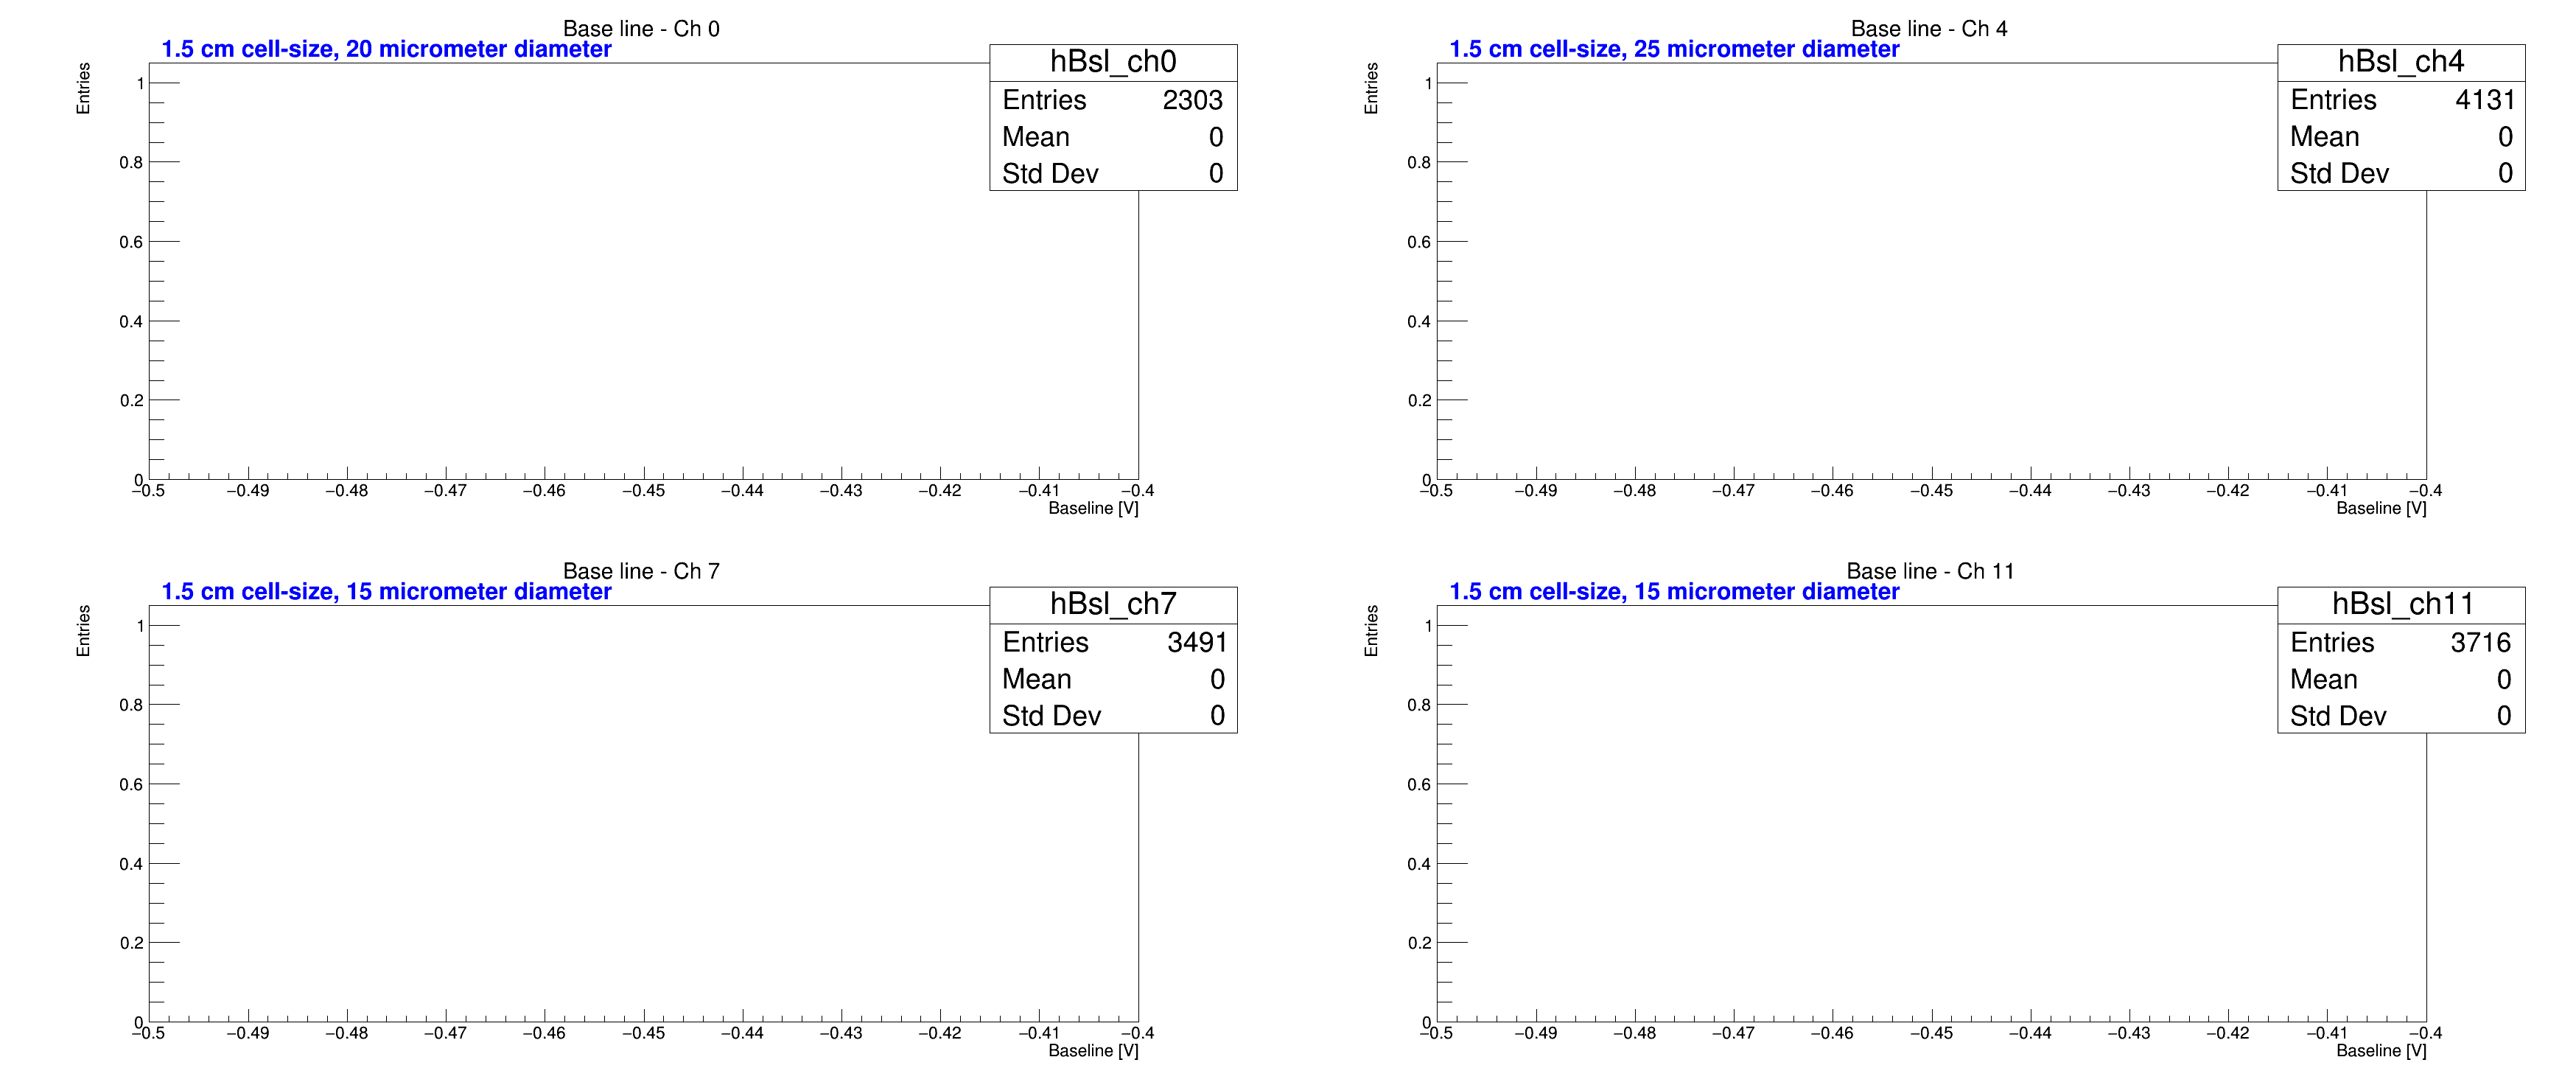 Base line - Ch 0
1.5 cm cell-size, 20 micrometer diameter
hBsl_ch0
Entries 2303
Mean 0
Std Dev 0
Entries
1
0.8
0.6
0.4
0.2
0
−0.5 −0.49 −0.48 −0.47 −0.46 −0.45 −0.44 −0.43 −0.42 −0.41 −0.4
Baseline [V]
Base line - Ch 4
1.5 cm cell-size, 25 micrometer diameter
hBsl_ch4
Entries 4131
Mean 0
Std Dev 0
Entries
1
0.8
0.6
0.4
0.2
0
−0.5 −0.49 −0.48 −0.47 −0.46 −0.45 −0.44 −0.43 −0.42 −0.41 −0.4
Baseline [V]
Base line - Ch 7
1.5 cm cell-size, 15 micrometer diameter
hBsl_ch7
Entries 3491
Mean 0
Std Dev 0
Entries
1
0.8
0.6
0.4
0.2
0
−0.5 −0.49 −0.48 −0.47 −0.46 −0.45 −0.44 −0.43 −0.42 −0.41 −0.4
Baseline [V]
Base line - Ch 11
1.5 cm cell-size, 15 micrometer diameter
hBsl_ch11
Entries 3716
Mean 0
Std Dev 0
Entries
1
0.8
0.6
0.4
0.2
0
−0.5 −0.49 −0.48 −0.47 −0.46 −0.45 −0.44 −0.43 −0.42 −0.41 −0.4
Baseline [V]